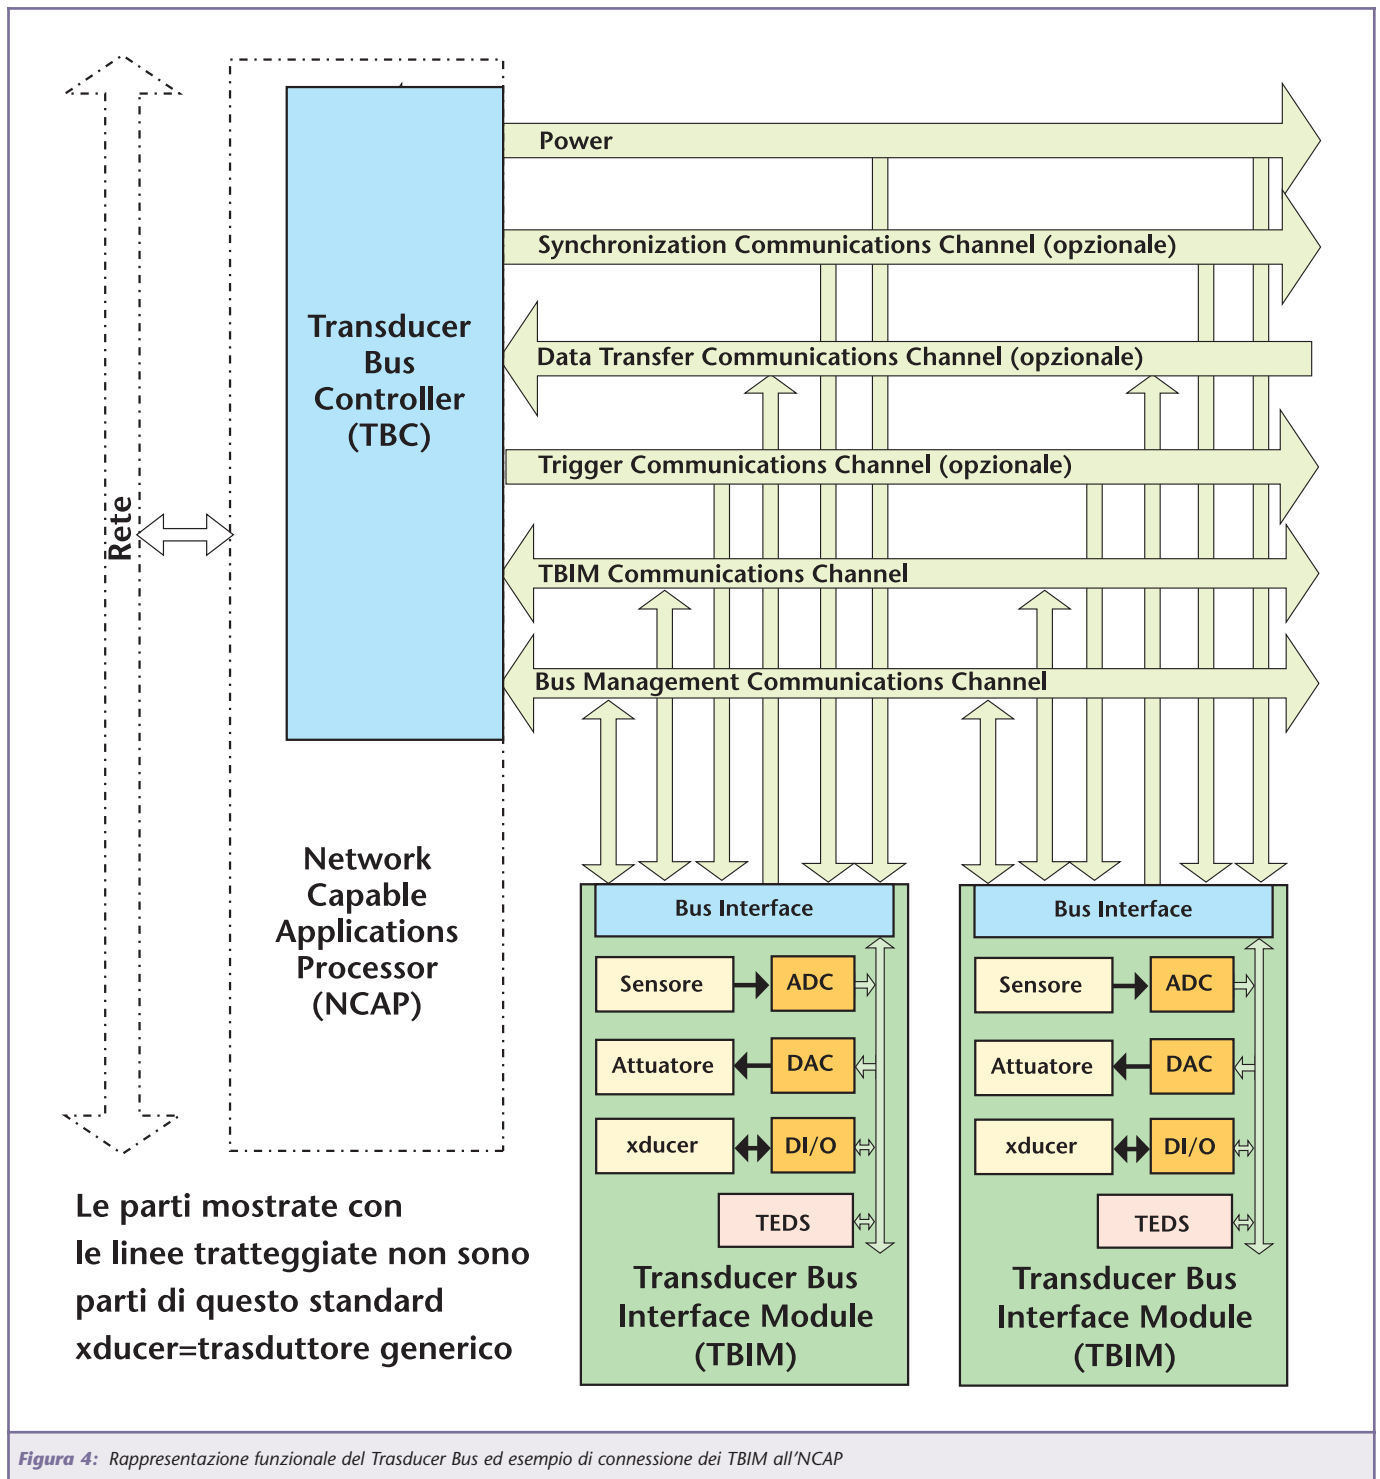 Power
Synchronization Communications Channel (opzionale)
Transducer
Bus
Controller
(TBC)
Data Transfer Communications Channel (opzionale)
Trigger Communications Channel (opzionale)
Rete
TBIM Communications Channel
Bus Management Communications Channel
Network
Capable
Applications
Processor
(NCAP)
Bus Interface
Sensore
ADC
Attuatore
DAC
xducer
DI/O
TEDS
Transducer Bus
Interface Module
(TBIM)
Bus Interface
Sensore
ADC
Attuatore
DAC
xducer
DI/O
TEDS
Transducer Bus
Interface Module
(TBIM)
Le parti mostrate con
le linee tratteggiate non sono
parti di questo standard
xducer=trasduttore generico
Figura 4: Rappresentazione funzionale del Trasducer Bus ed esempio di connessione dei TBIM all'NCAP